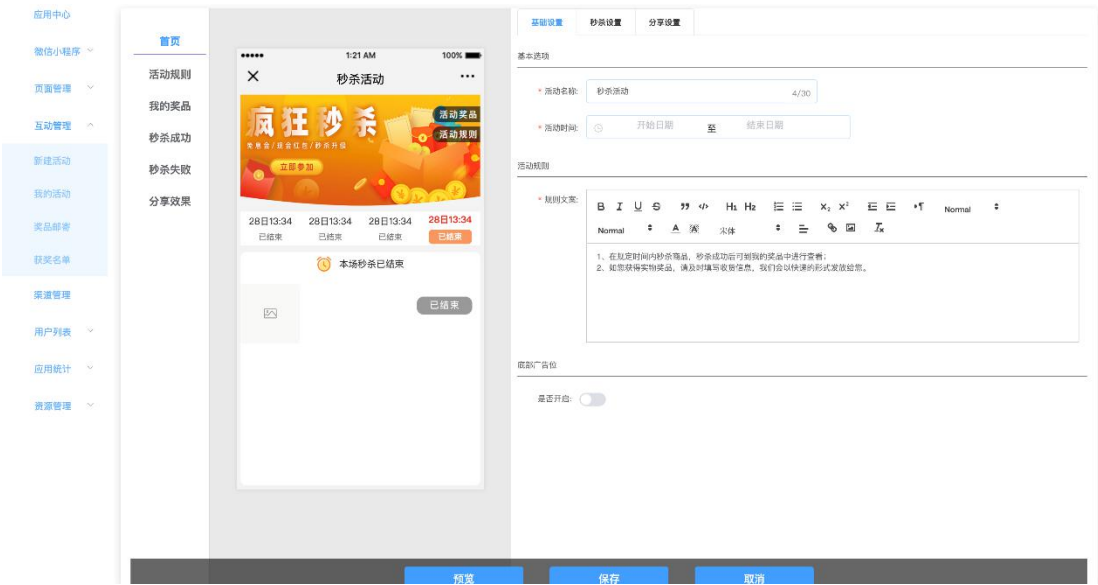 应用中心
微信小程序
页面管理
互动管理
新建活动
我的活动
奖品邮寄
获奖名单
渠道管理
用户列表
应用统计
资源管理
首页
活动规则
我的奖品
秒杀成功
秒杀失败
分享效果
1:21 AM
100%
秒杀活动
疯狂秒杀
活动奖品
活动规则
立即参加
28日13:34 28日13:34 28日13:34 28日13:34
已结束 已结束 已结束 已结束
本场秒杀已结束
已结束
基础设置 秒杀设置 分享设置
基本选项
* 活动名称: 秒杀活动 4/30
* 活动时间: 开始日期 至 结束日期
活动规则
* 规则文案:
B I U S ” </> H1 H2 X2 X² ¶ Normal
Normal A 宋体 Tx
1、在规定时间内秒杀商品，秒杀成功后可到我的奖品中进行查看;
2、如您获得实物奖品，请及时填写收货信息，我们会以快递的形式发放给您。
底部广告位
是否开启:
预览 保存 取消